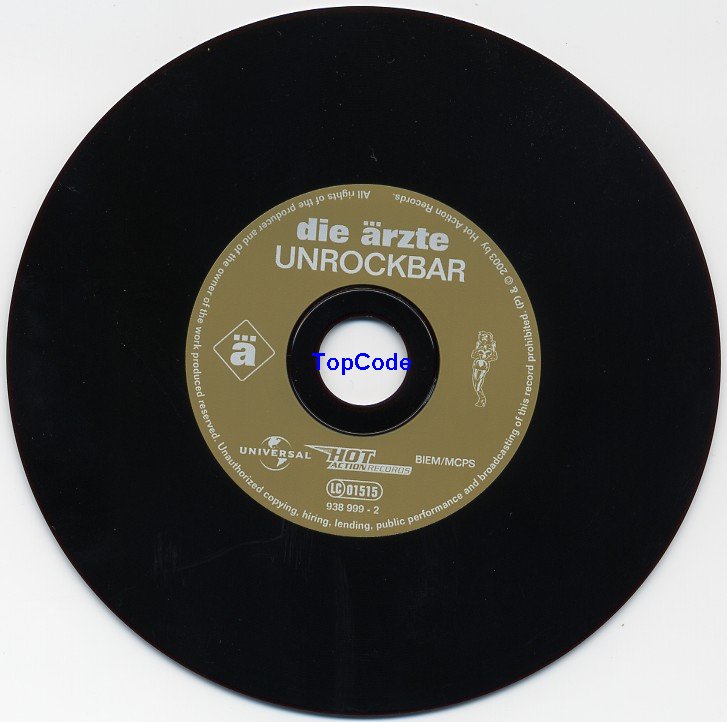 die ärzte
UNROCKBAR
ä
TopCode
UNIVERSAL
HOT
ACTION RECORDS
BIEM/MCPS
LC 01515
938 999 - 2
(P) & © 2003 by Hot Action Records. All rights of the producer and of the owner of the work produced reserved. Unauthorized copying, hiring, lending, public performance and broadcasting of this record prohibited.